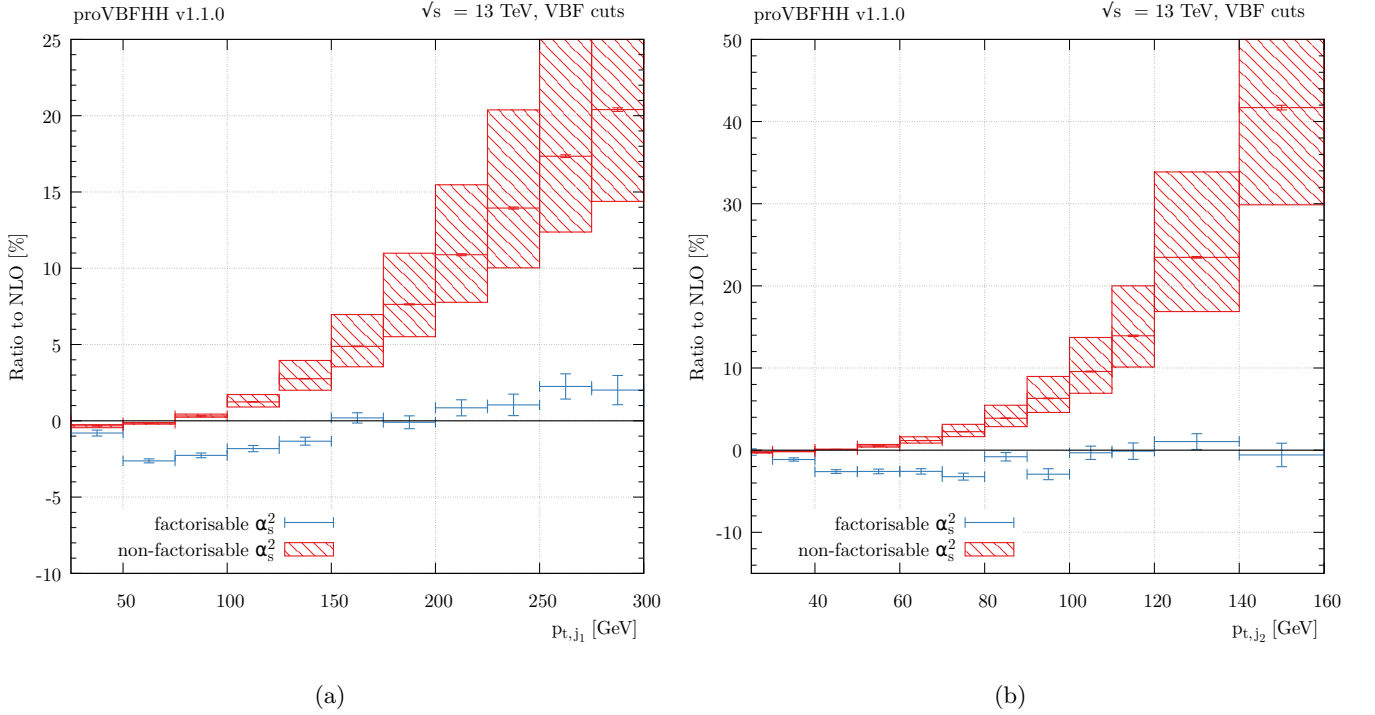 proVBFHH v1.1.0
√s = 13 TeV, VBF cuts
Ratio to NLO [%]
25
20
15
10
5
0
-5
-10
factorisable α_s^2
non-factorisable α_s^2
50 100 150 200 250 300
p_{t,j_1} [GeV]
(a)
proVBFHH v1.1.0
√s = 13 TeV, VBF cuts
Ratio to NLO [%]
50
40
30
20
10
0
-10
factorisable α_s^2
non-factorisable α_s^2
40 60 80 100 120 140 160
p_{t,j_2} [GeV]
(b)